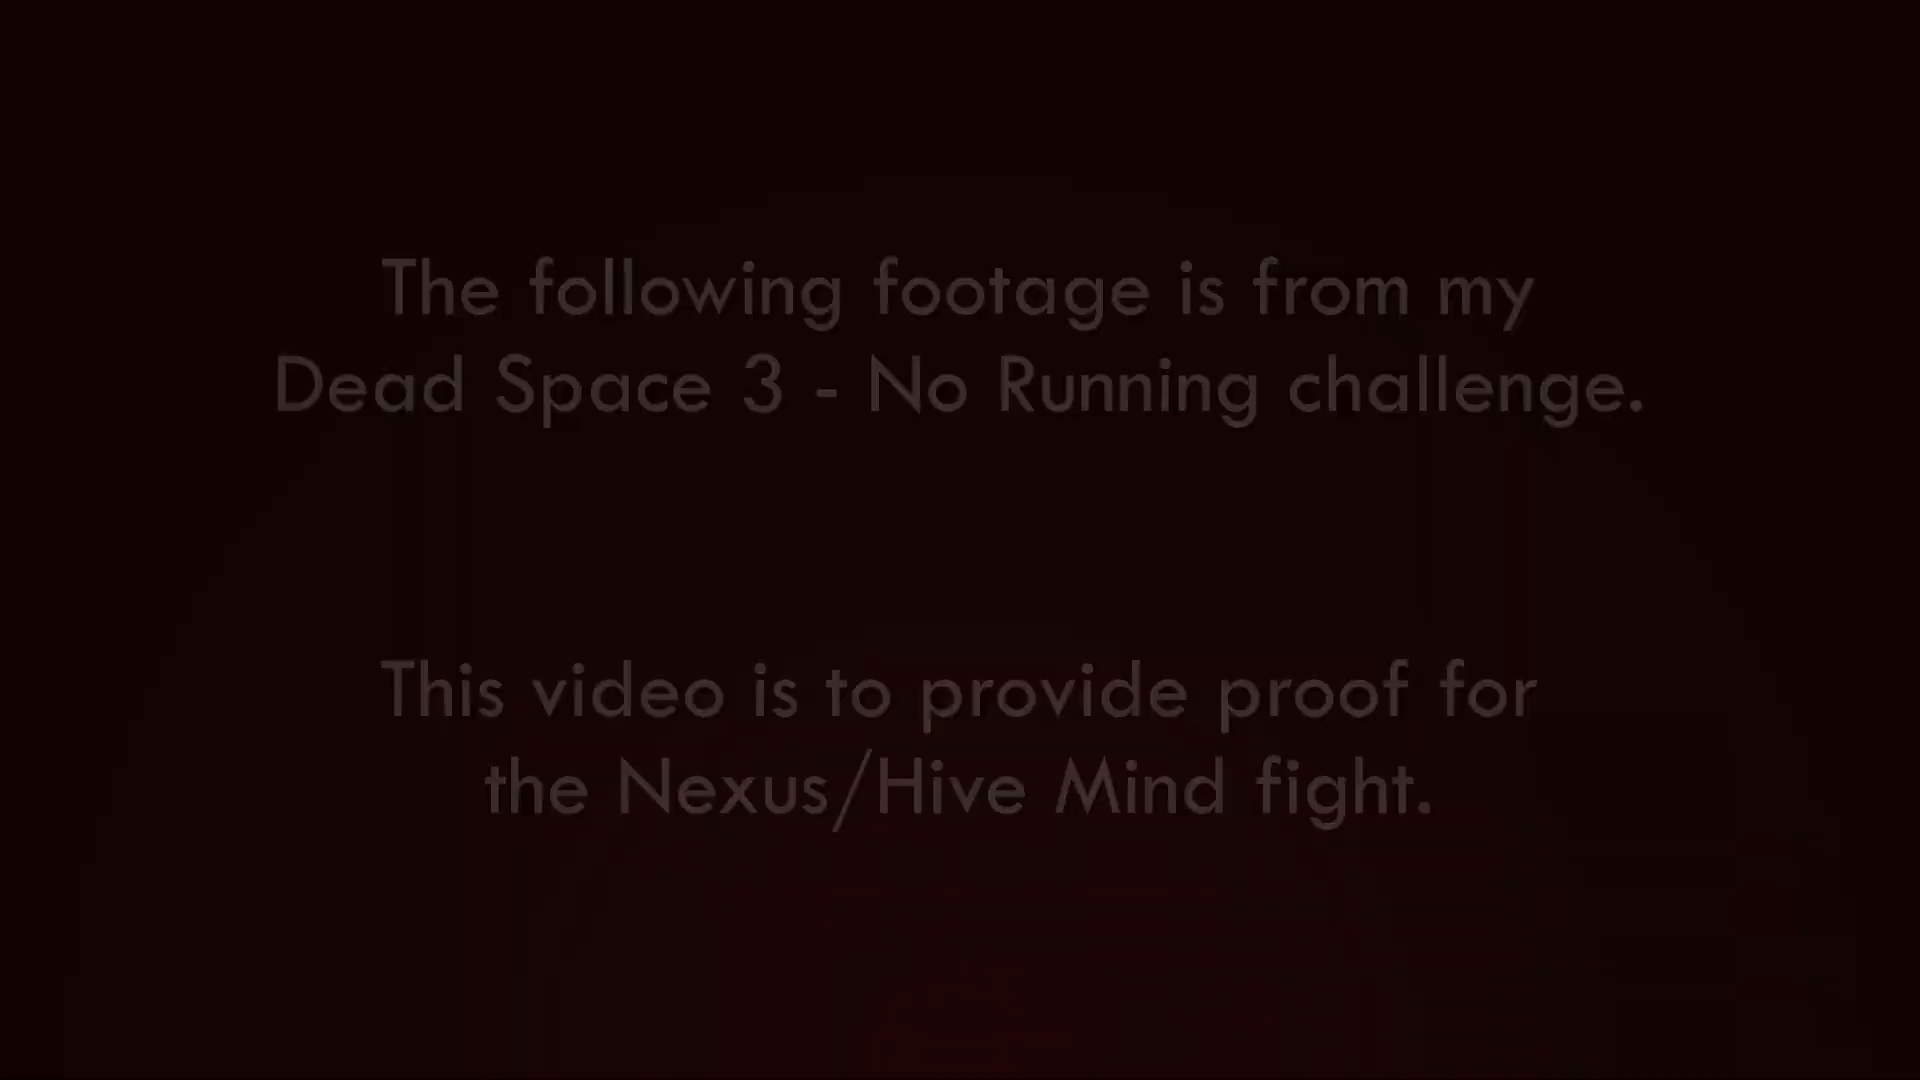 The following footage is from my
Dead Space 3 - No Running challenge.
This video is to provide proof for
the Nexus/Hive Mind fight.